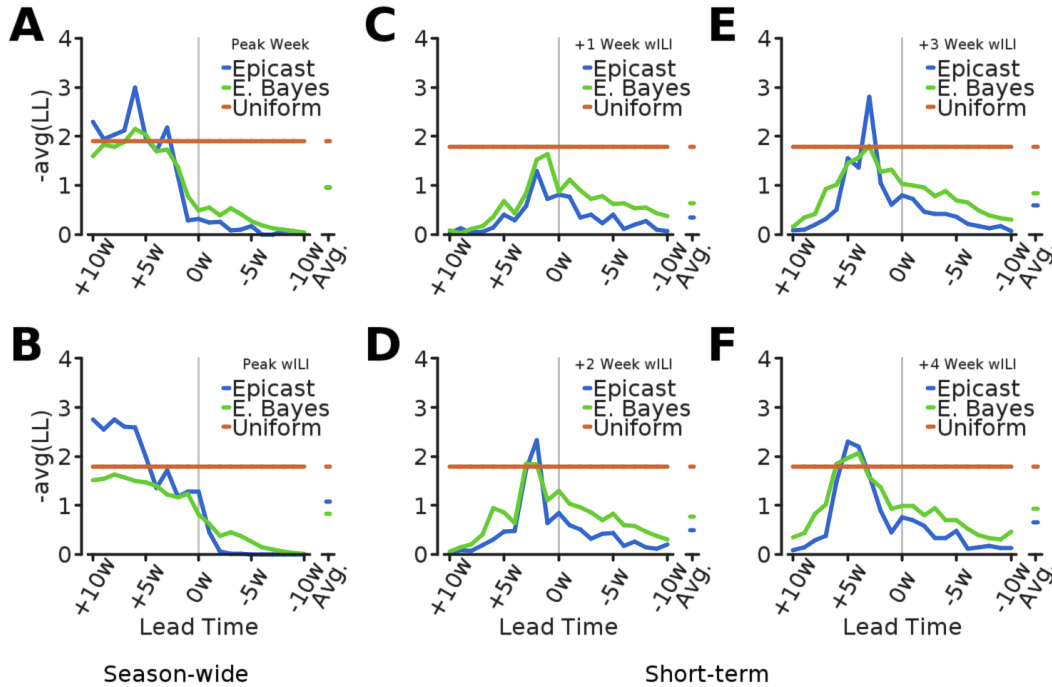 A
Peak Week
Epicast
E. Bayes
Uniform
-avg(LL)
4
3
2
1
0
+10w
+5w
0w
-5w
-10w
Avg.
C
+1 Week wILI
Epicast
E. Bayes
Uniform
4
3
2
1
0
+10w
+5w
0w
-5w
-10w
Avg.
E
+3 Week wILI
Epicast
E. Bayes
Uniform
4
3
2
1
0
+10w
+5w
0w
-5w
-10w
Avg.
B
Peak wILI
Epicast
E. Bayes
Uniform
-avg(LL)
4
3
2
1
0
+10w
+5w
0w
-5w
-10w
Avg.
Lead Time
D
+2 Week wILI
Epicast
E. Bayes
Uniform
4
3
2
1
0
+10w
+5w
0w
-5w
-10w
Avg.
Lead Time
F
+4 Week wILI
Epicast
E. Bayes
Uniform
4
3
2
1
0
+10w
+5w
0w
-5w
-10w
Avg.
Lead Time
Season-wide
Short-term